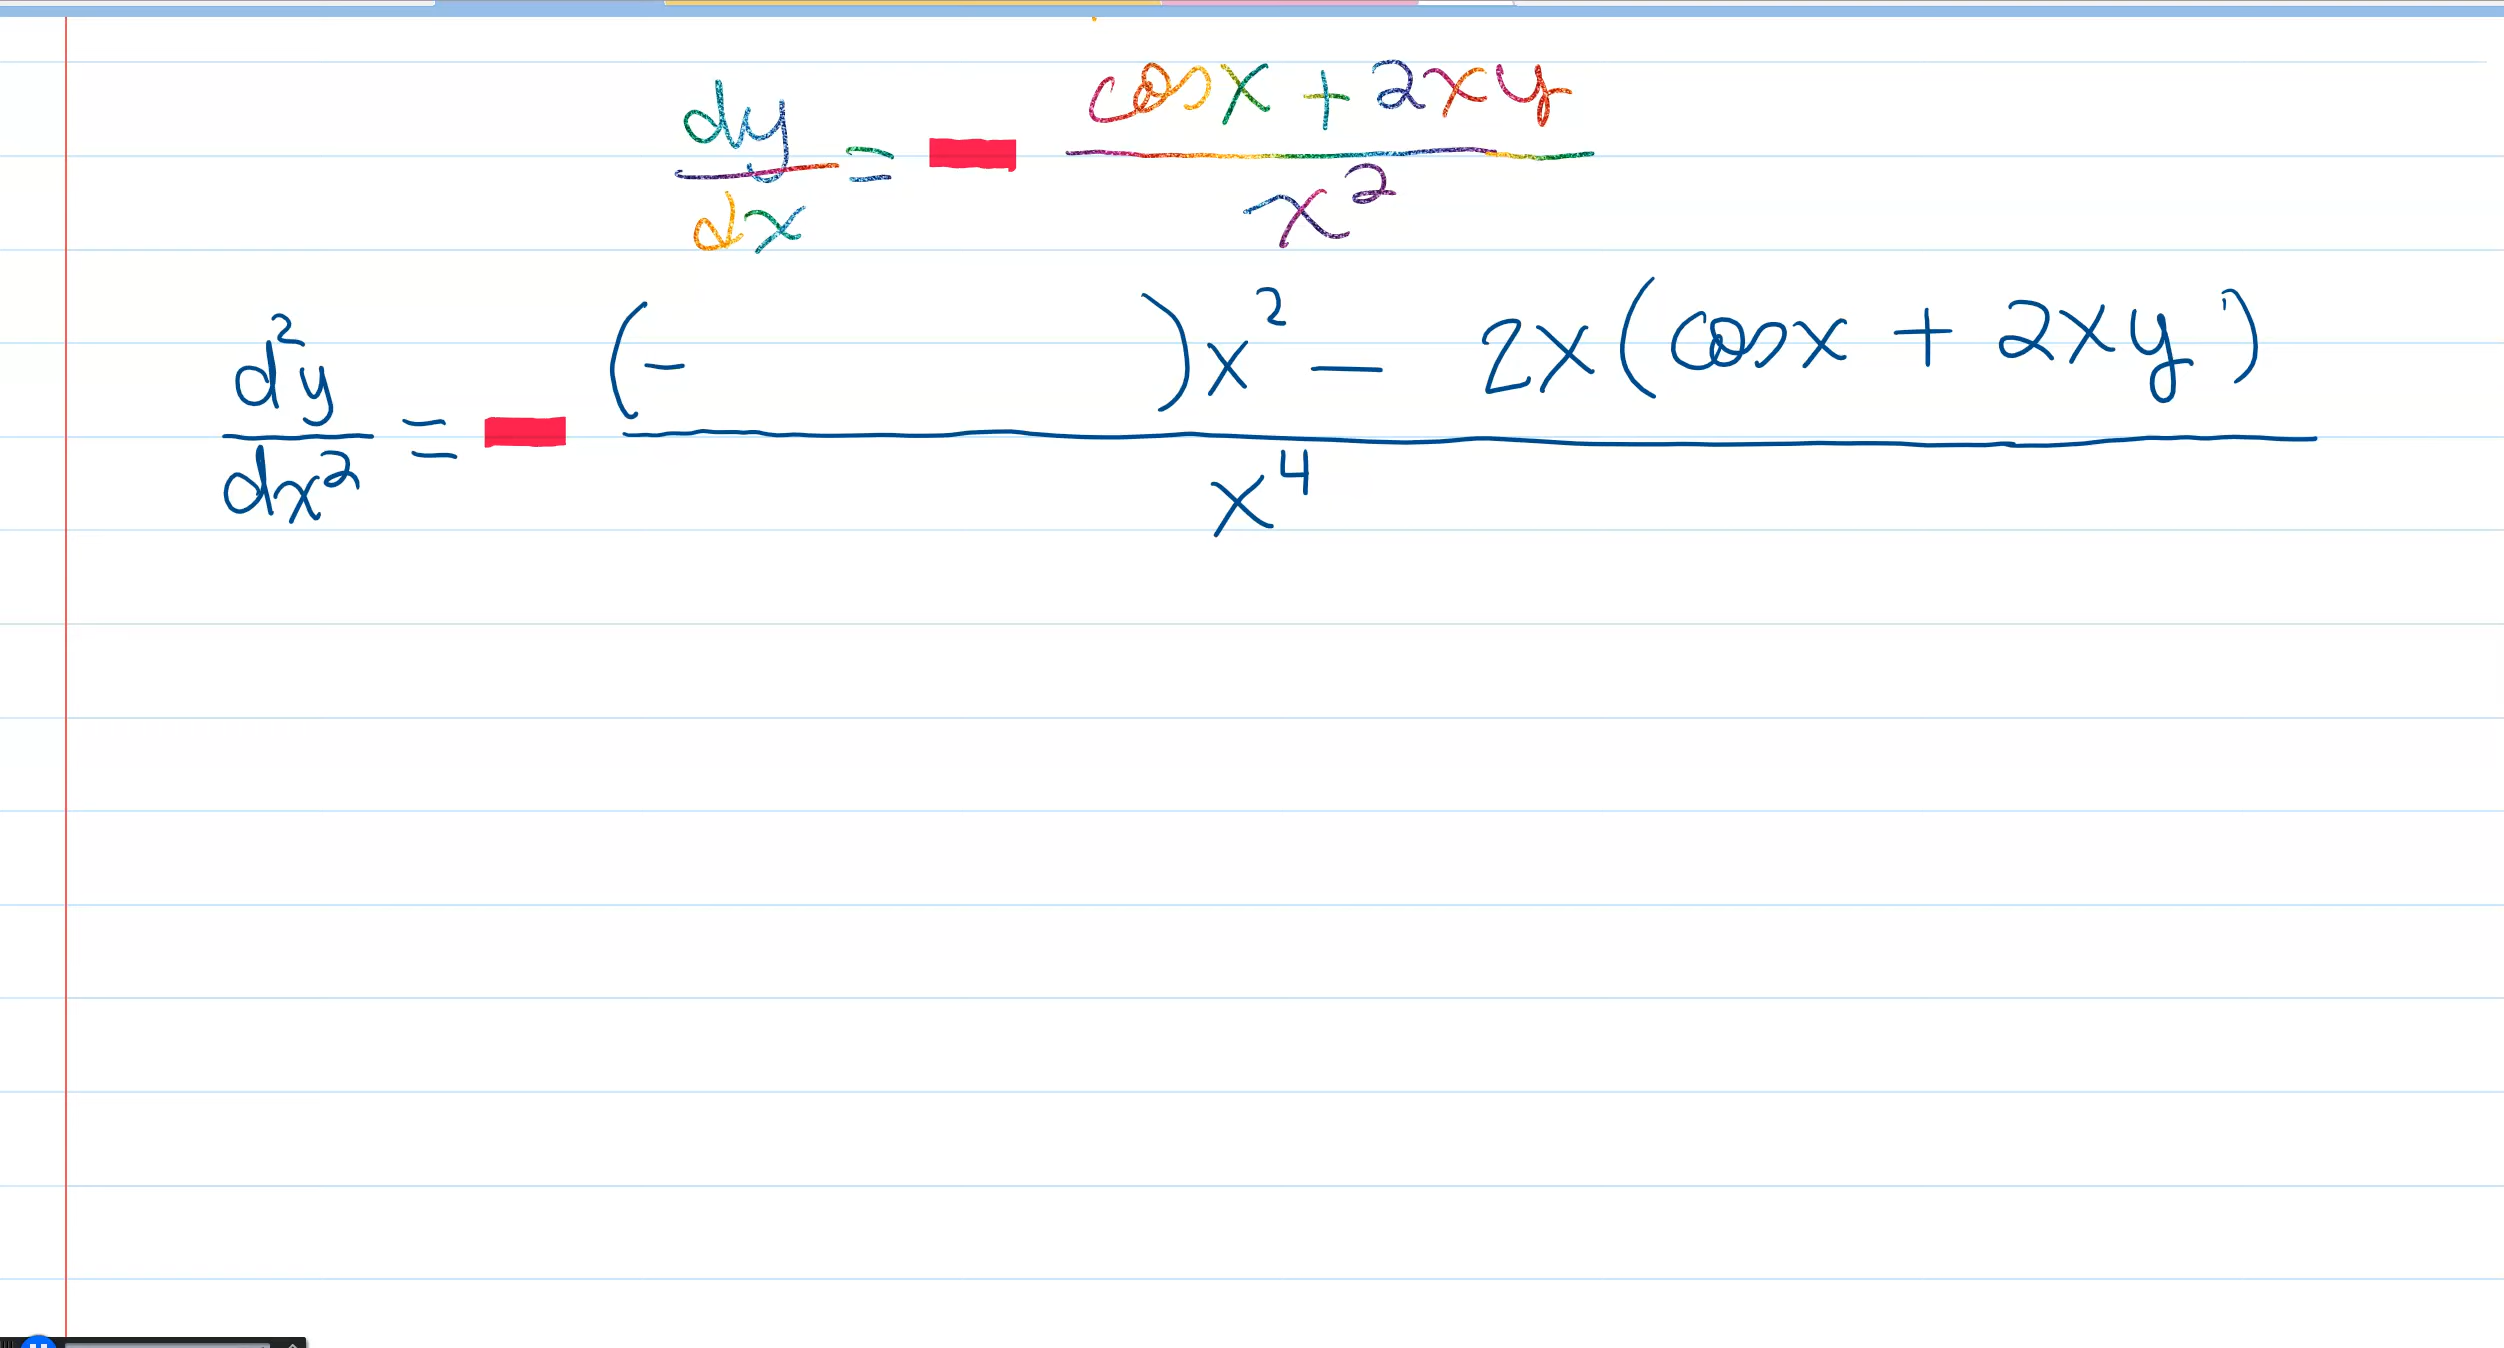 dy/dx = - (cos x + 2xy)/x²
d²y/dx² = - ((-          )x² - 2x(cos x + 2xy'))/x⁴